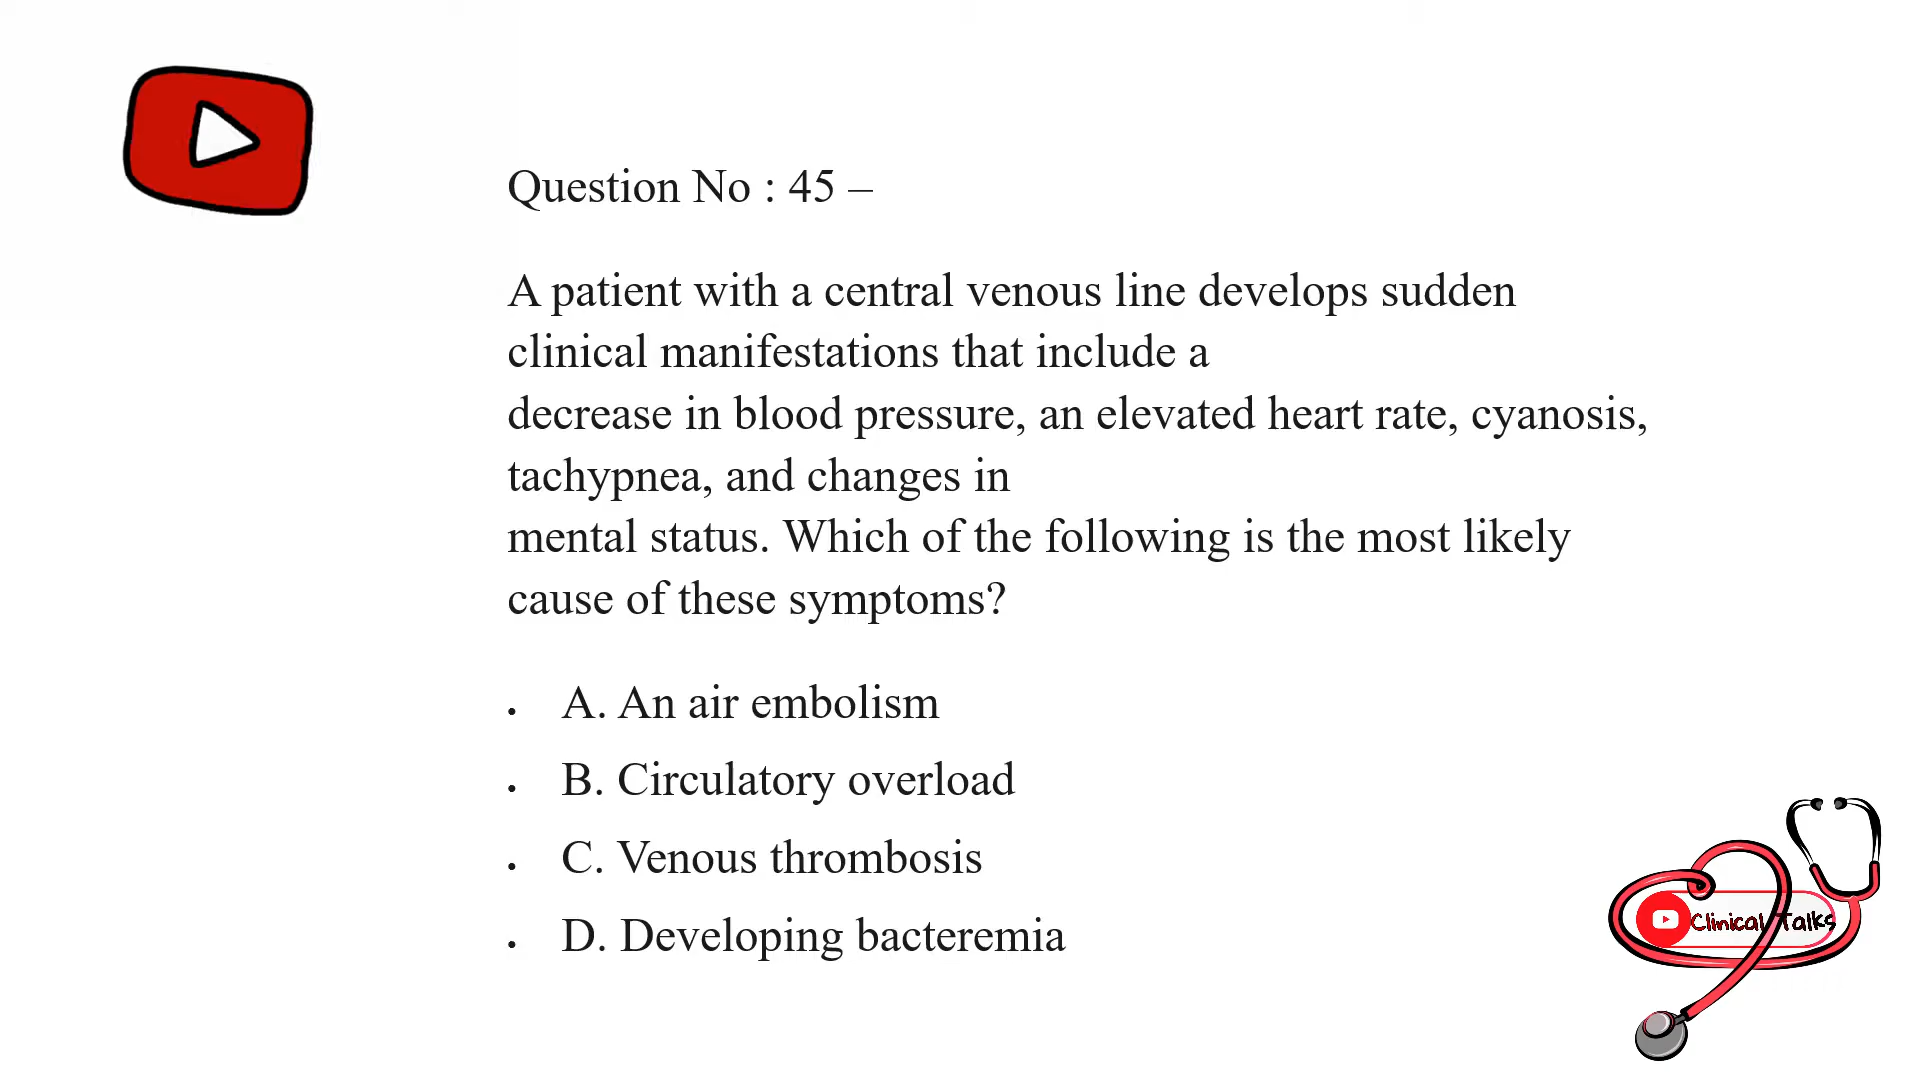 Question No : 45 –
A patient with a central venous line develops sudden
clinical manifestations that include a
decrease in blood pressure, an elevated heart rate, cyanosis,
tachypnea, and changes in
mental status. Which of the following is the most likely
cause of these symptoms?
• A. An air embolism
• B. Circulatory overload
• C. Venous thrombosis
• D. Developing bacteremia
Clinical Talks